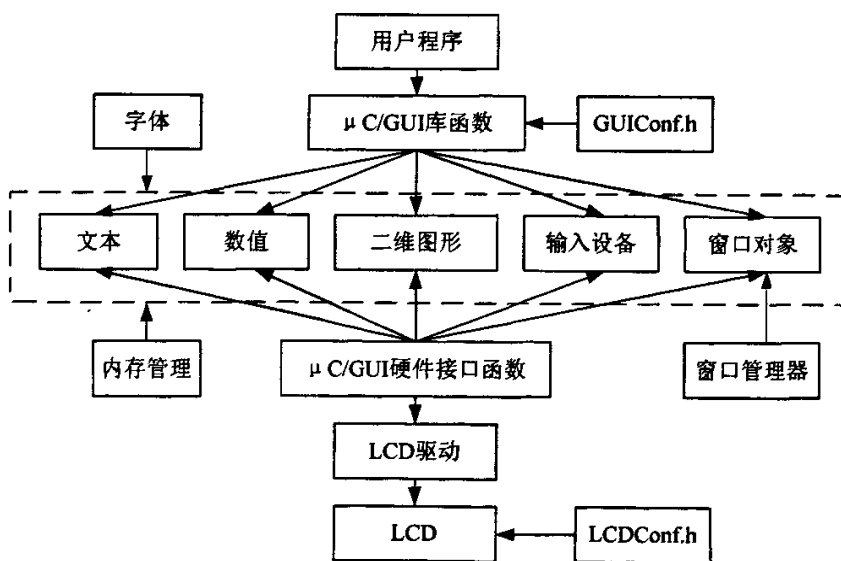 用户程序
字体
μC/GUI库函数
GUIConf.h
文本
数值
二维图形
输入设备
窗口对象
内存管理
μC/GUI硬件接口函数
窗口管理器
LCD驱动
LCD
LCDConf.h